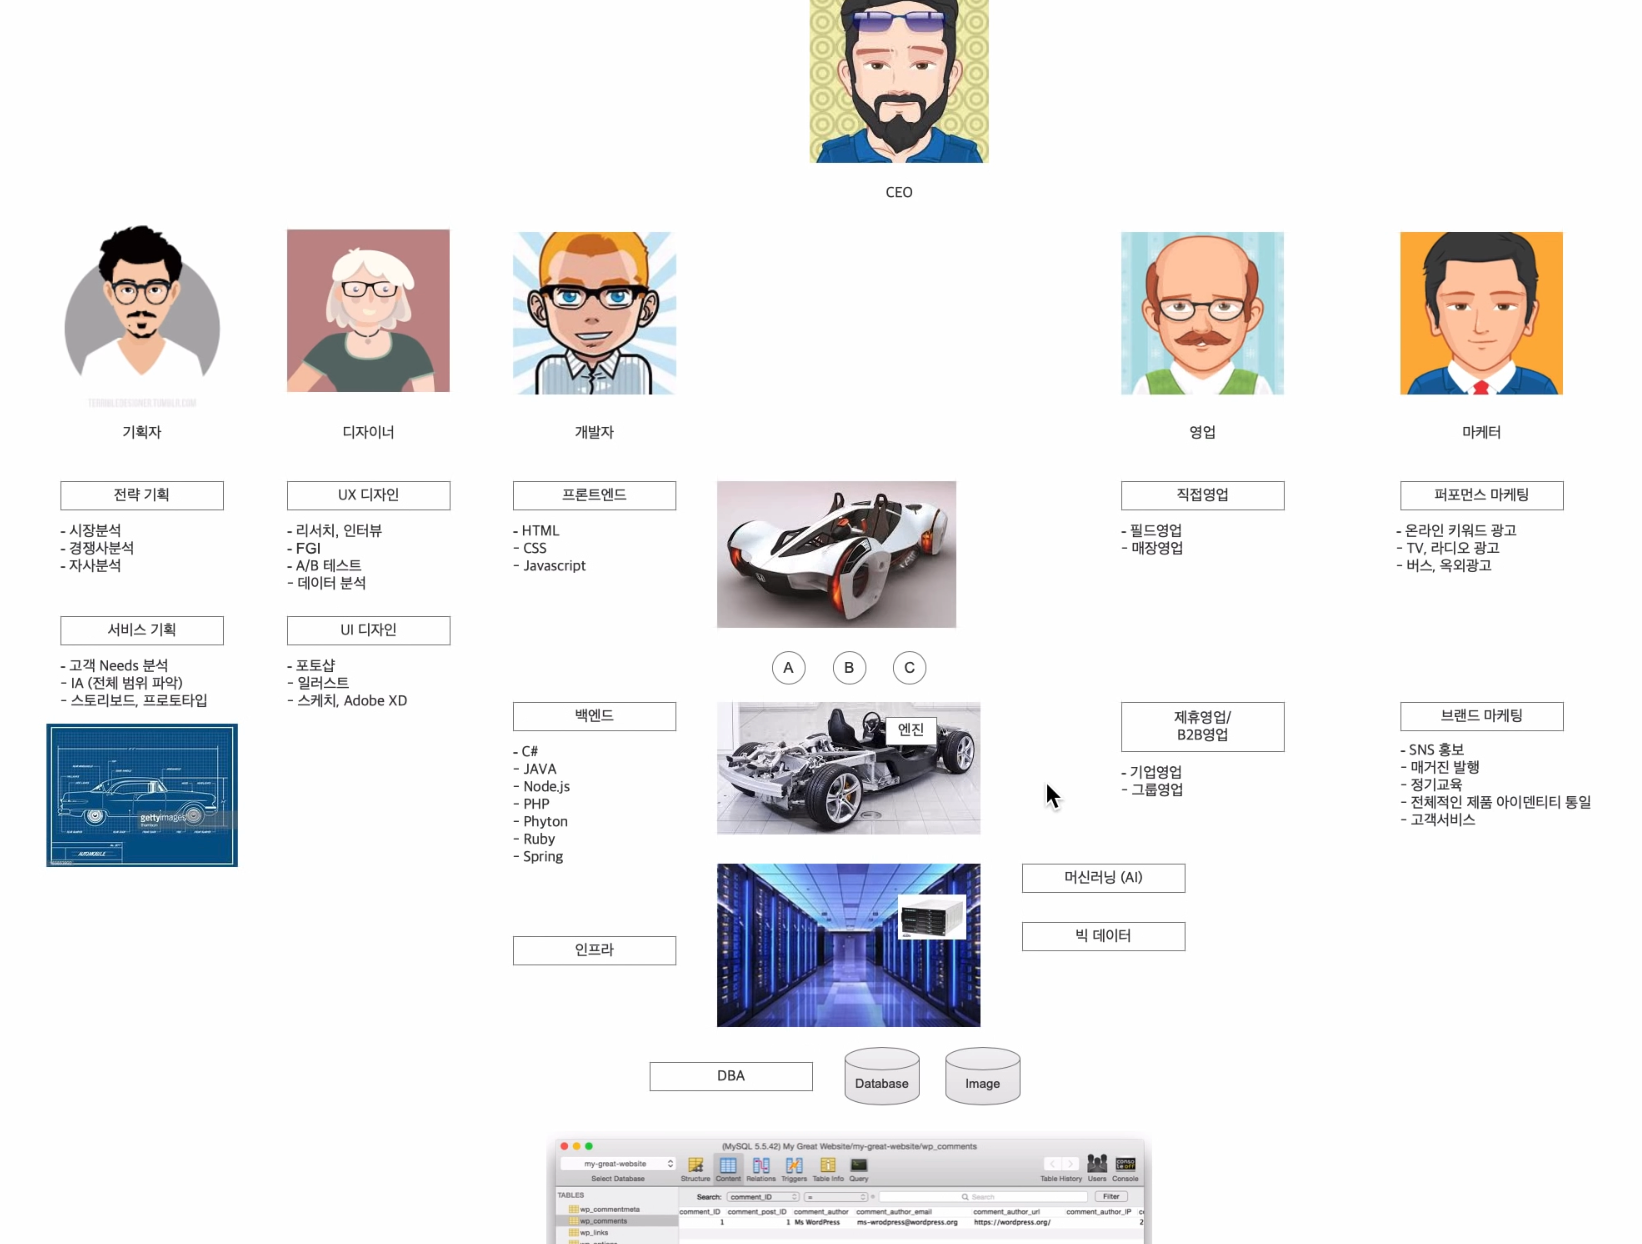 CEO
TERRIBLEDESIGNER.TUMBLR.COM
기획자
디자이너
개발자
영업
마케터
전략 기획
- 시장분석
- 경쟁사분석
- 자사분석
서비스 기획
- 고객 Needs 분석
- IA (전체 범위 파악)
- 스토리보드, 프로토타입
gettyimages
AUTOMOBILE
UX 디자인
- 리서치, 인터뷰
- FGI
- A/B 테스트
- 데이터 분석
UI 디자인
- 포토샵
- 일러스트
- 스케치, Adobe XD
프론트엔드
- HTML
- CSS
- Javascript
A B C
백엔드
- C#
- JAVA
- Node.js
- PHP
- Phyton
- Ruby
- Spring
엔진
인프라
직접영업
- 필드영업
- 매장영업
제휴영업/
B2B영업
- 기업영업
- 그룹영업
머신러닝 (AI)
빅 데이터
퍼포먼스 마케팅
- 온라인 키워드 광고
- TV, 라디오 광고
- 버스, 옥외광고
브랜드 마케팅
- SNS 홍보
- 매거진 발행
- 정기교육
- 전체적인 제품 아이덴티티 통일
- 고객서비스
DBA
Database
Image
(MySQL 5.5.42) My Great Website/my-great-website/wp_comments
my-great-website
Select Database Structure Content Relations Triggers Table Info Query Table History Users Console
TABLES
Search: comment_ID = Search Filter
wp_commentmeta
wp_comments
wp_links
comment_ID comment_post_ID comment_author comment_author_email comment_author_url comment_author_IP
1 1 Ms WordPress ms-wrodpress@wordpress.org https://wordpress.org/ 2